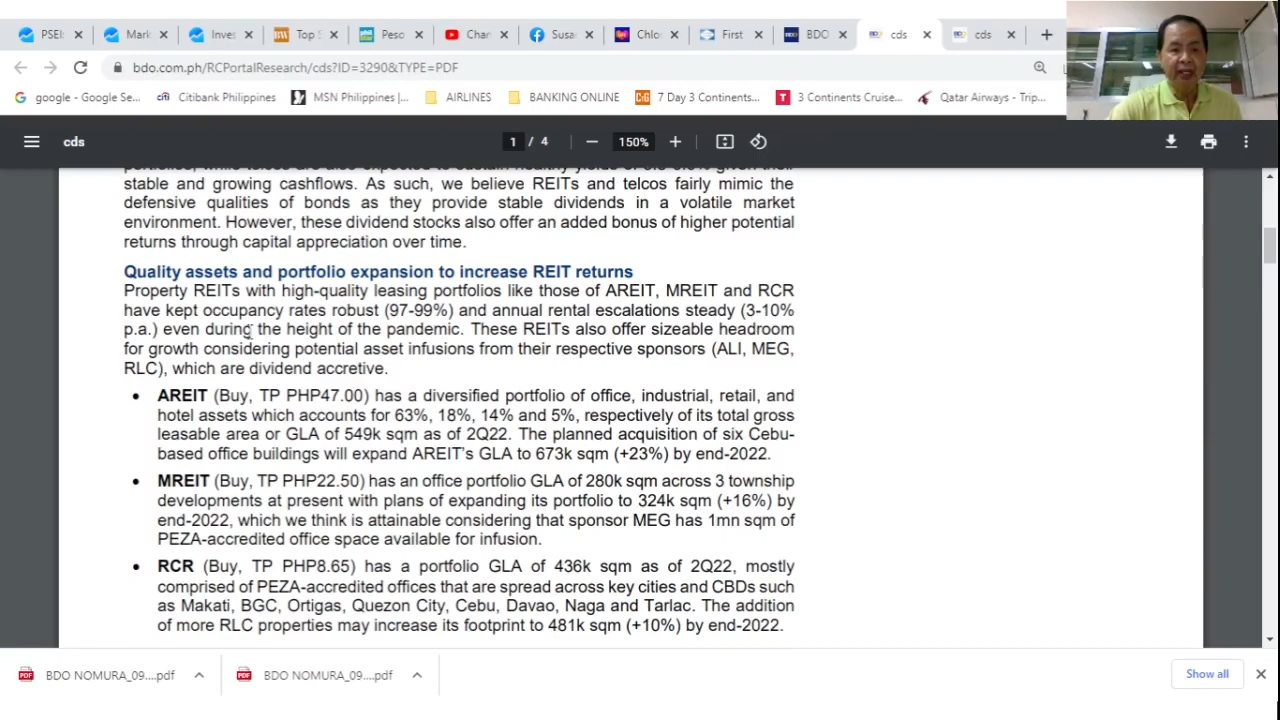 PSEi
Mark
Inves
Top S
Peso
Char
Susa
Chlor
First
BDO
cds
cds
bdo.com.ph/RCPortalResearch/cds?ID=3290&TYPE=PDF
google - Google Se...
Citibank Philippines
MSN Philippines |...
AIRLINES
BANKING ONLINE
7 Day 3 Continents...
3 Continents Cruise...
Qatar Airways - Trip...
cds
1 / 4
150%
stable and growing cashflows. As such, we believe REITs and telcos fairly mimic the
defensive qualities of bonds as they provide stable dividends in a volatile market
environment. However, these dividend stocks also offer an added bonus of higher potential
returns through capital appreciation over time.
Quality assets and portfolio expansion to increase REIT returns
Property REITs with high-quality leasing portfolios like those of AREIT, MREIT and RCR
have kept occupancy rates robust (97-99%) and annual rental escalations steady (3-10%
p.a.) even during the height of the pandemic. These REITs also offer sizeable headroom
for growth considering potential asset infusions from their respective sponsors (ALI, MEG,
RLC), which are dividend accretive.
• AREIT (Buy, TP PHP47.00) has a diversified portfolio of office, industrial, retail, and
hotel assets which accounts for 63%, 18%, 14% and 5%, respectively of its total gross
leasable area or GLA of 549k sqm as of 2Q22. The planned acquisition of six Cebu-
based office buildings will expand AREIT's GLA to 673k sqm (+23%) by end-2022.
• MREIT (Buy, TP PHP22.50) has an office portfolio GLA of 280k sqm across 3 township
developments at present with plans of expanding its portfolio to 324k sqm (+16%) by
end-2022, which we think is attainable considering that sponsor MEG has 1mn sqm of
PEZA-accredited office space available for infusion.
• RCR (Buy, TP PHP8.65) has a portfolio GLA of 436k sqm as of 2Q22, mostly
comprised of PEZA-accredited offices that are spread across key cities and CBDs such
as Makati, BGC, Ortigas, Quezon City, Cebu, Davao, Naga and Tarlac. The addition
of more RLC properties may increase its footprint to 481k sqm (+10%) by end-2022.
BDO NOMURA_09....pdf
BDO NOMURA_09....pdf
Show all